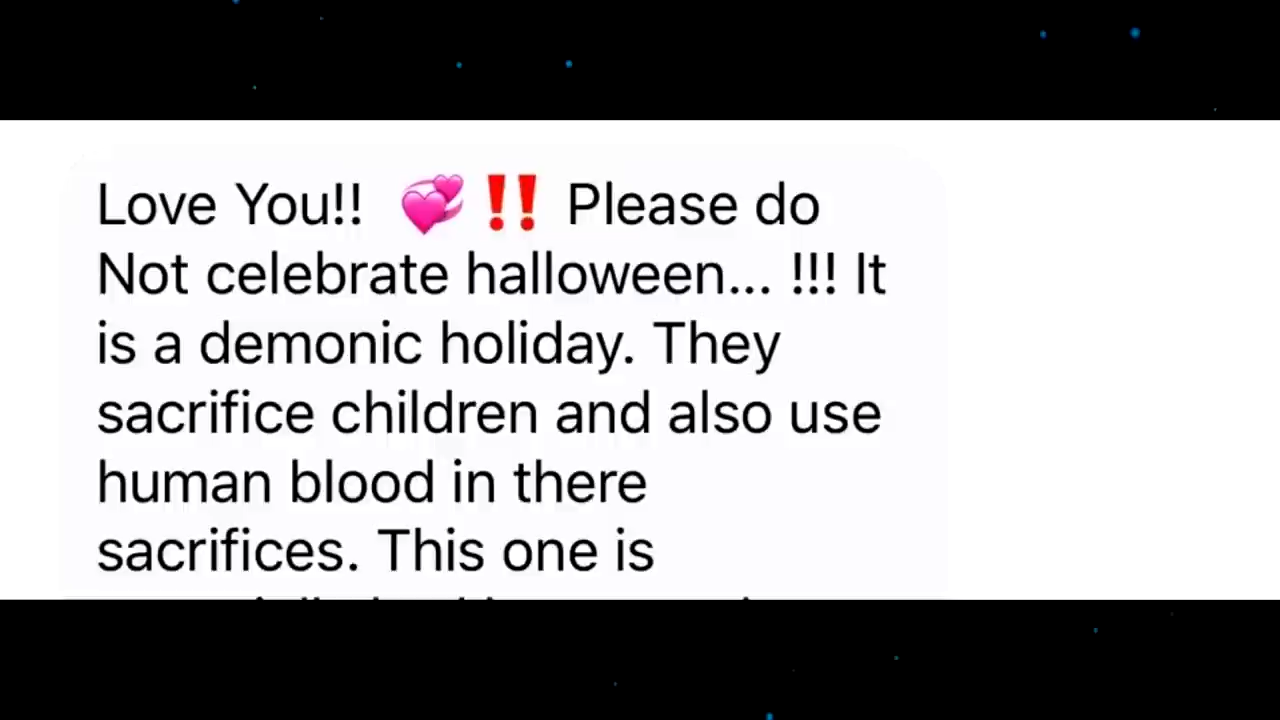 Love You!! 💞‼️ Please do
Not celebrate halloween... !!! It
is a demonic holiday. They
sacrifice children and also use
human blood in there
sacrifices. This one is